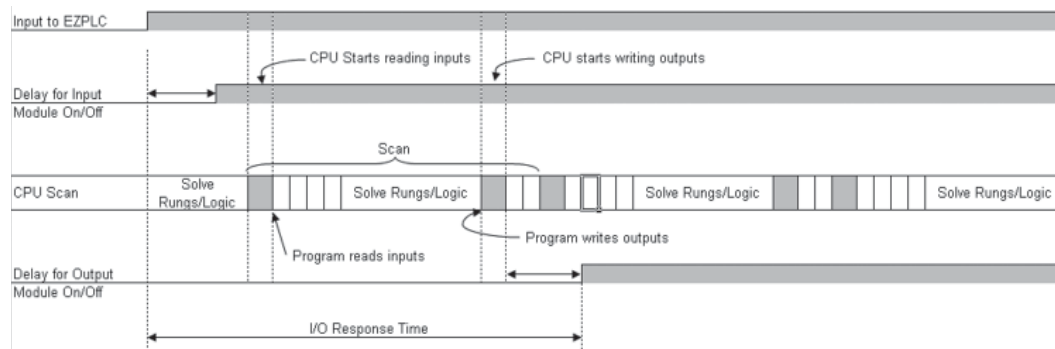 Input to EZPLC
CPU Starts reading inputs
CPU starts writing outputs
Delay for Input
Module On/Off
Scan
CPU Scan
Solve
Rungs/Logic
Solve Rungs/Logic
Solve Rungs/Logic
Solve Rungs/Logic
Program reads inputs
Program writes outputs
Delay for Output
Module On/Off
I/O Response Time